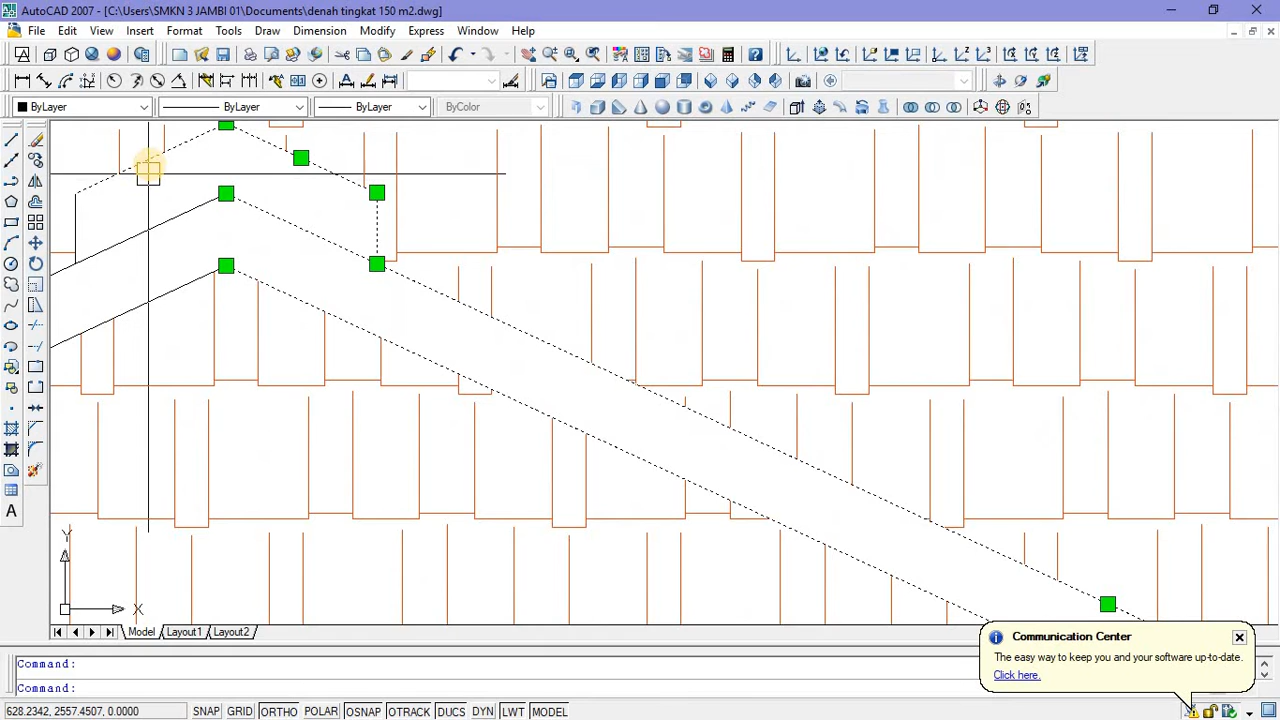 AutoCAD 2007 - [C:\Users\SMKN 3 JAMBI 01\Documents\denah tingkat 150 m2.dwg]
File Edit View Insert Format Tools Draw Dimension Modify Express Window Help
ByLayer ByLayer ByLayer ByColor
A
Y
X
Model Layout1 Layout2
Communication Center
The easy way to keep you and your software up-to-date.
Click here.
Command:
Command:
628.2342, 2557.4507, 0.0000 SNAP GRID ORTHO POLAR OSNAP OTRACK DUCS DYN LWT MODEL